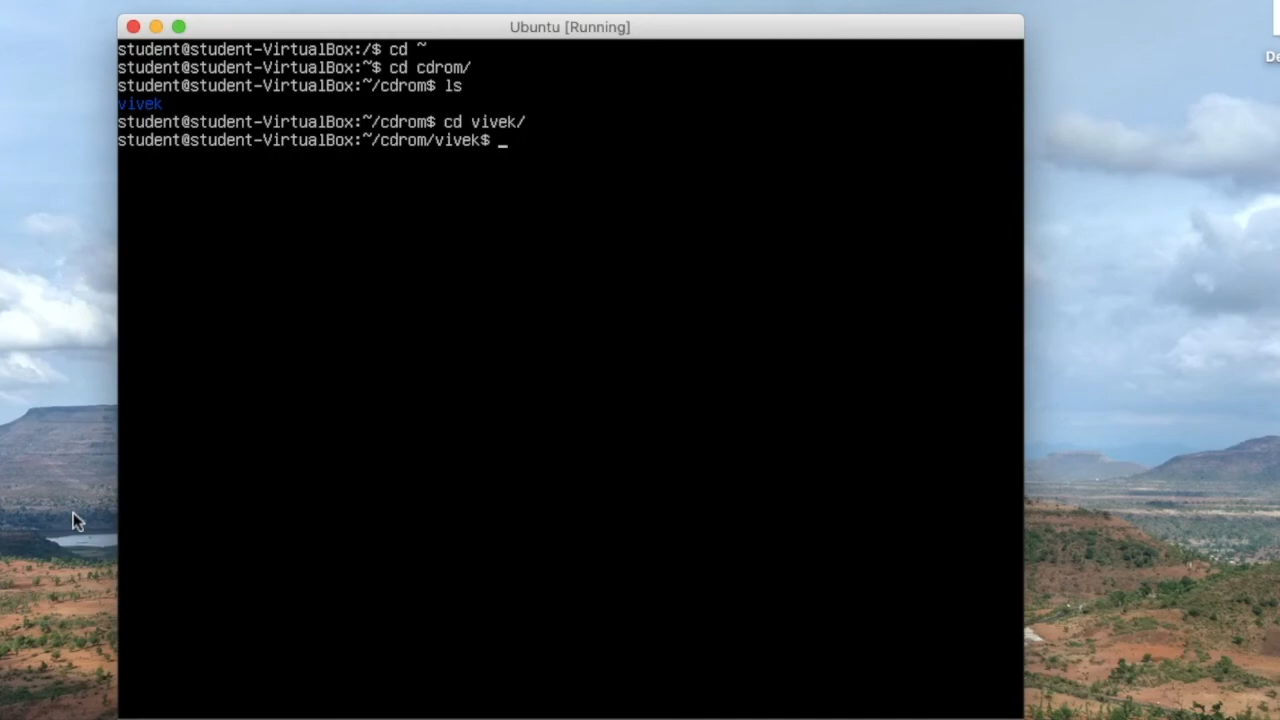 Ubuntu [Running]
student@student-VirtualBox:/$ cd ~
student@student-VirtualBox:~$ cd cdrom/
student@student-VirtualBox:~/cdrom$ ls
vivek
student@student-VirtualBox:~/cdrom$ cd vivek/
student@student-VirtualBox:~/cdrom/vivek$ _
De